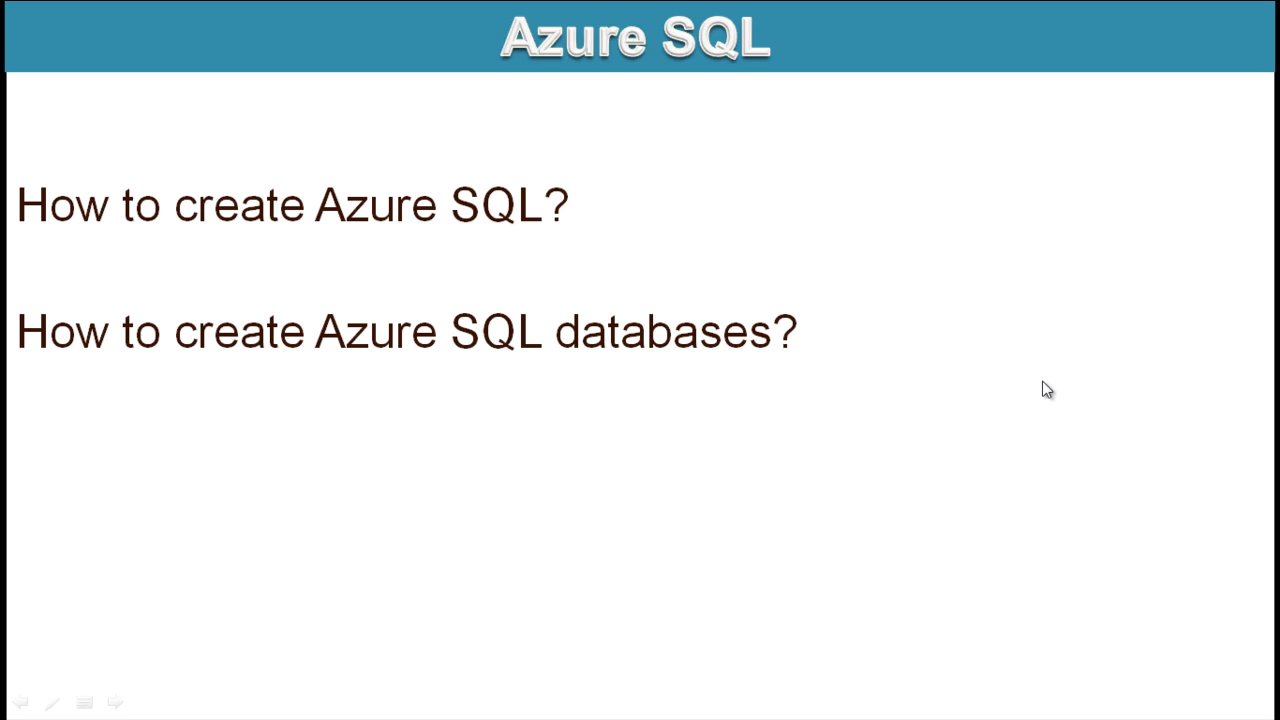 Azure SQL
How to create Azure SQL?
How to create Azure SQL databases?